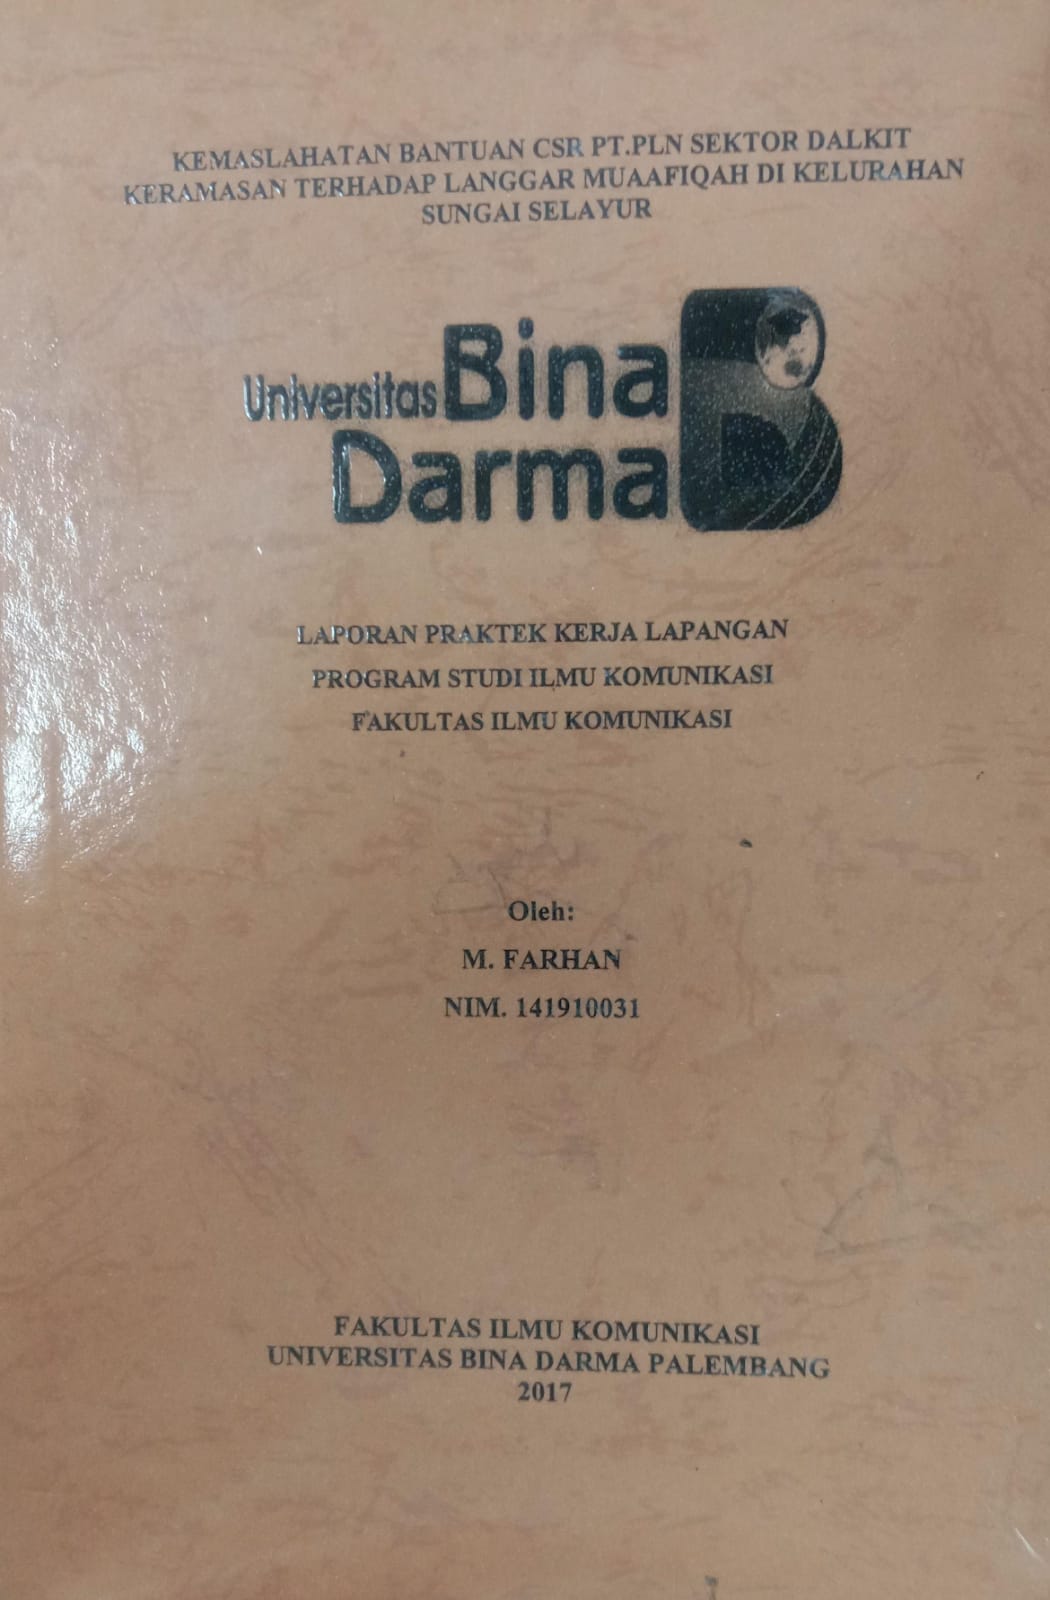 KEMASLAHATAN BANTUAN CSR PT.PLN SEKTOR DALKIT
KERAMASAN TERHADAP LANGGAR MUAAFIQAH DI KELURAHAN
SUNGAI SELAYUR
Universitas Bina
Darma
LAPORAN PRAKTEK KERJA LAPANGAN
PROGRAM STUDI ILMU KOMUNIKASI
FAKULTAS ILMU KOMUNIKASI
Oleh:
M. FARHAN
NIM. 141910031
FAKULTAS ILMU KOMUNIKASI
UNIVERSITAS BINA DARMA PALEMBANG
2017